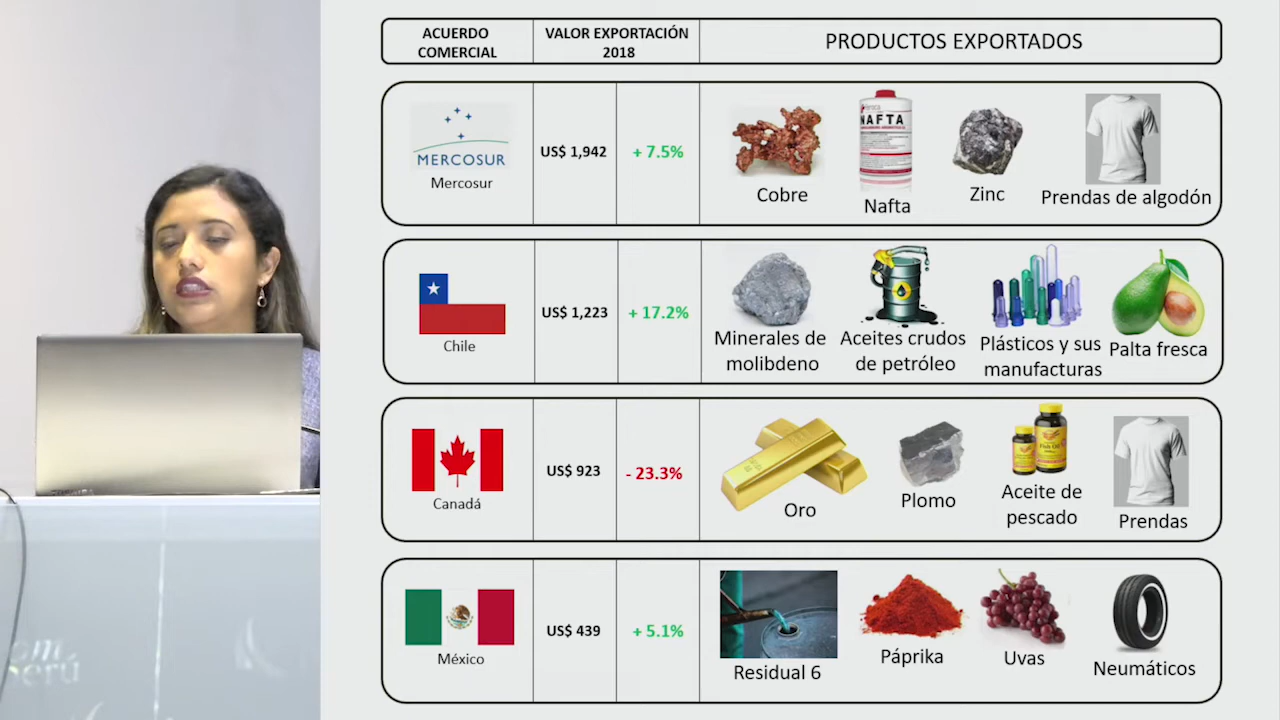 ACUERDO
COMERCIAL
VALOR EXPORTACIÓN
2018
PRODUCTOS EXPORTADOS
MERCOSUR
Mercosur
US$ 1,942
+ 7.5%
Cobre
NAFTA
Nafta
Zinc
Prendas de algodón
Chile
US$ 1,223
+ 17.2%
Minerales de
molibdeno
Aceites crudos
de petróleo
Plásticos y sus
manufacturas
Palta fresca
Canadá
US$ 923
- 23.3%
Oro
Plomo
Fish Oil
Aceite de
pescado
Prendas
México
US$ 439
+ 5.1%
Residual 6
Páprika
Uvas
Neumáticos